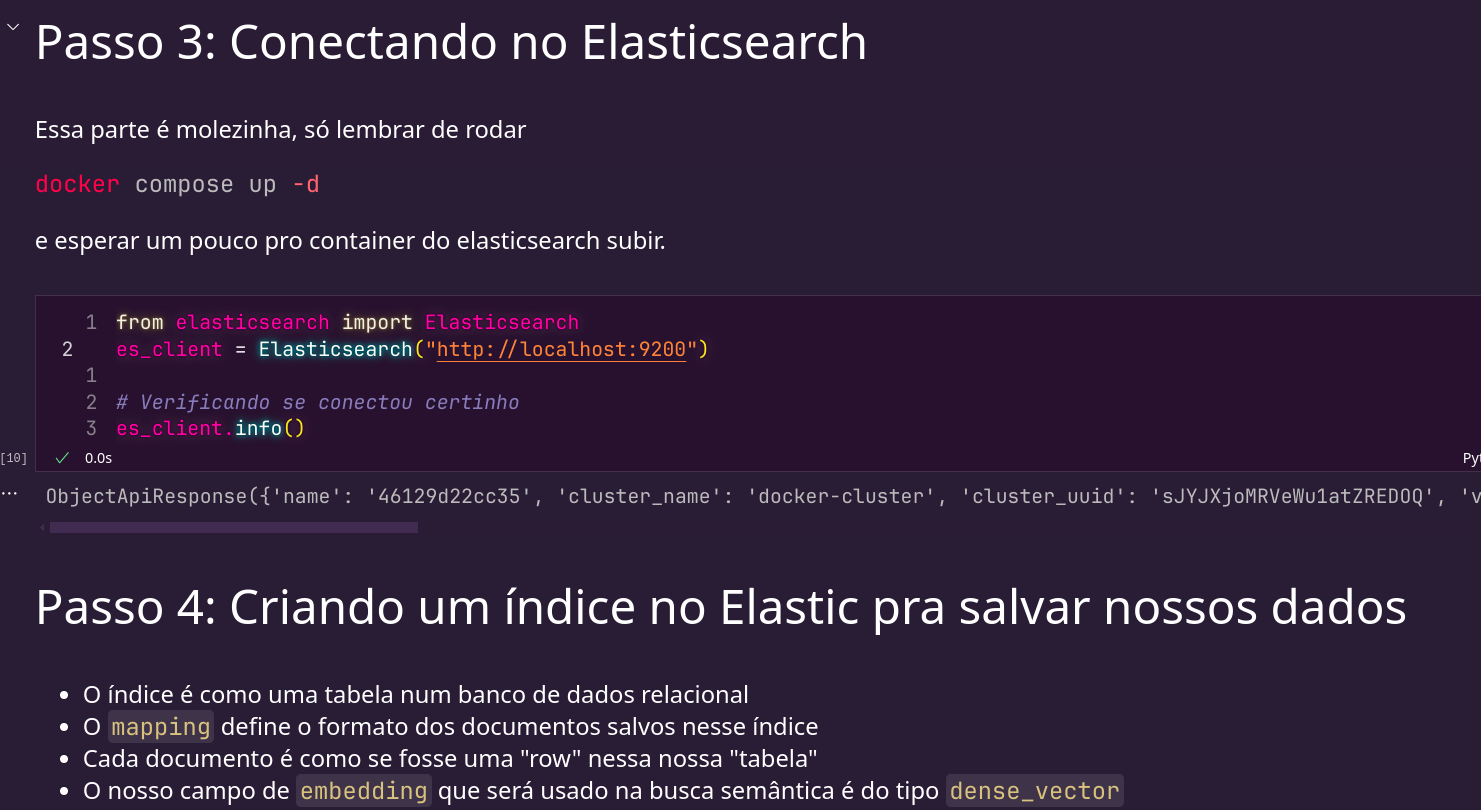 Passo 3: Conectando no Elasticsearch
Essa parte é molezinha, só lembrar de rodar
docker compose up -d
e esperar um pouco pro container do elasticsearch subir.
1 from elasticsearch import Elasticsearch
2 es_client = Elasticsearch("http://localhost:9200")
1
2 # Verificando se conectou certinho
3 es_client.info()
[10] ✓ 0.0s Pyt
... ObjectApiResponse({'name': '46129d22cc35', 'cluster_name': 'docker-cluster', 'cluster_uuid': 'sJYJXjoMRVeWu1atZREDOQ', 'v
Passo 4: Criando um índice no Elastic pra salvar nossos dados
• O índice é como uma tabela num banco de dados relacional
• O mapping define o formato dos documentos salvos nesse índice
• Cada documento é como se fosse uma "row" nessa nossa "tabela"
• O nosso campo de embedding que será usado na busca semântica é do tipo dense_vector